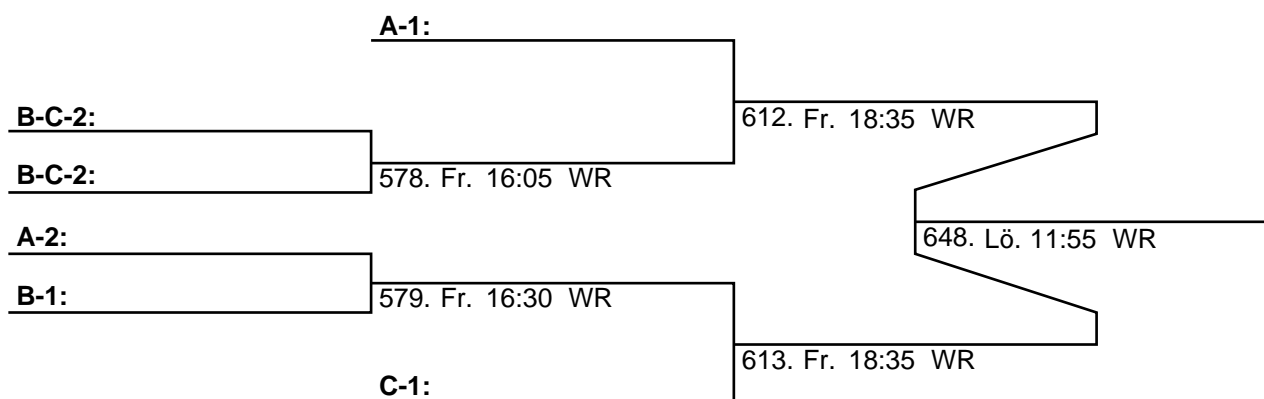 A-1:
B-C-2:
612. Fr. 18:35 WR
B-C-2:
578. Fr. 16:05 WR
A-2:
648. Lö. 11:55 WR
B-1:
579. Fr. 16:30 WR
613. Fr. 18:35 WR
C-1: